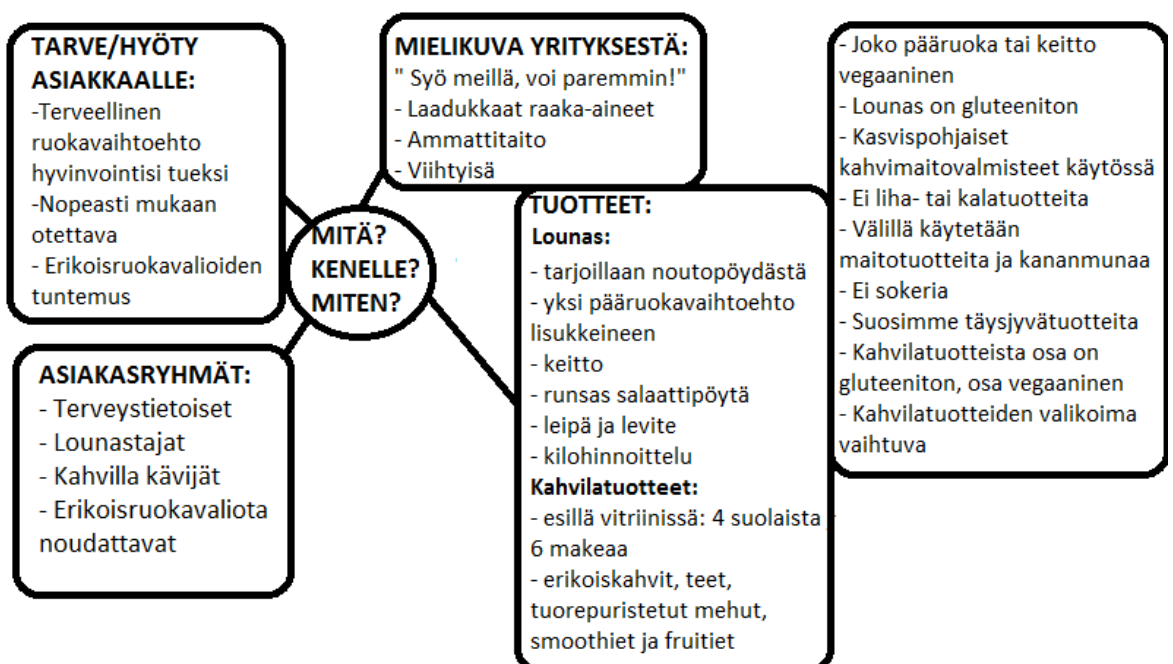 TARVE/HYÖTY
ASIAKKAALLE:
-Terveellinen
ruokavaihtoehto
hyvinvointisi tueksi
-Nopeasti mukaan
otettava
- Erikoisruokavalioiden
tuntemus
MIELIKUVA YRITYKSESTÄ:
" Syö meillä, voi paremmin!"
- Laadukkaat raaka-aineet
- Ammattitaito
- Viihtyisä
MITÄ?
KENELLE?
MITEN?
ASIAKASRYHMÄT:
- Terveystietoiset
- Lounastajat
- Kahvilla kävijät
- Erikoisruokavaliota
noudattavat
TUOTTEET:
Lounas:
- tarjoillaan noutopöydästä
- yksi pääruokavaihtoehto
lisukkeineen
- keitto
- runsas salaattipöytä
- leipä ja levite
- kilohinnoittelu
Kahvilatuotteet:
- esillä vitriinissä: 4 suolaista
6 makeaa
- erikoiskahvit, teet,
tuorepuristetut mehut,
smoothiet ja fruitiet
- Joko pääruoka tai keitto
vegaaninen
- Lounas on gluteeniton
- Kasvispohjaiset
kahvimaitovalmisteet käytössä
- Ei liha- tai kalatuotteita
- Välillä käytetään
maitotuotteita ja kananmunaa
- Ei sokeria
- Suosimme täysjyvätuotteita
- Kahvilatuotteista osa on
gluteeniton, osa vegaaninen
- Kahvilatuotteiden valikoima
vaihtuva